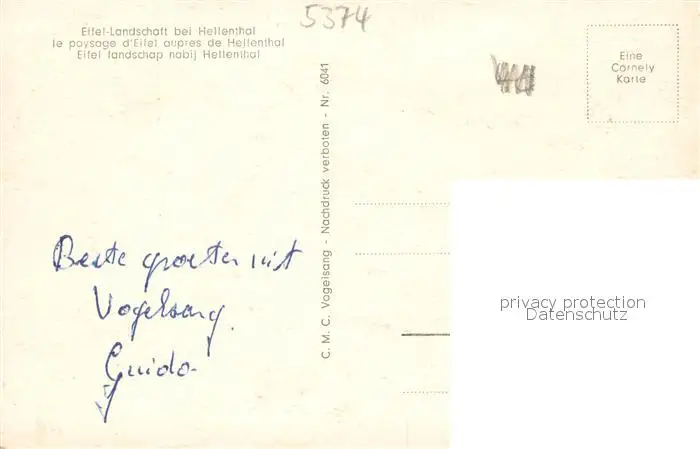 5374
Eifel-Landschaft bei Hellenthal
le paysage d'Eifel aupres de Hellenthal
Eifel landschap nabij Hellenthal
Eine
Cornely
Karte
C. M. C. Vogelsang - Nachdruck verboten - Nr. 6041
Beste groeten uit
Vogelsang.
Guido
privacy protection
Datenschutz